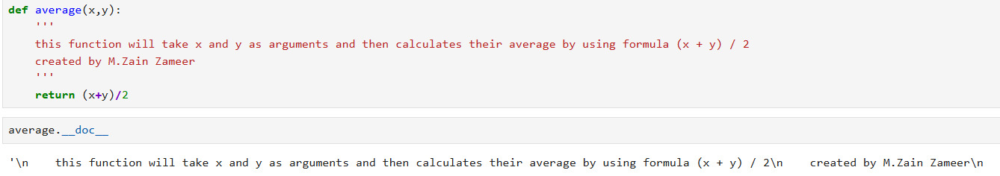 def average(x,y):
    '''
    this function will take x and y as arguments and then calculates their average by using formula (x + y) / 2
    created by M.Zain Zameer
    '''
    return (x+y)/2
average.__doc__
'\n    this function will take x and y as arguments and then calculates their average by using formula (x + y) / 2\n    created by M.Zain Zameer\n